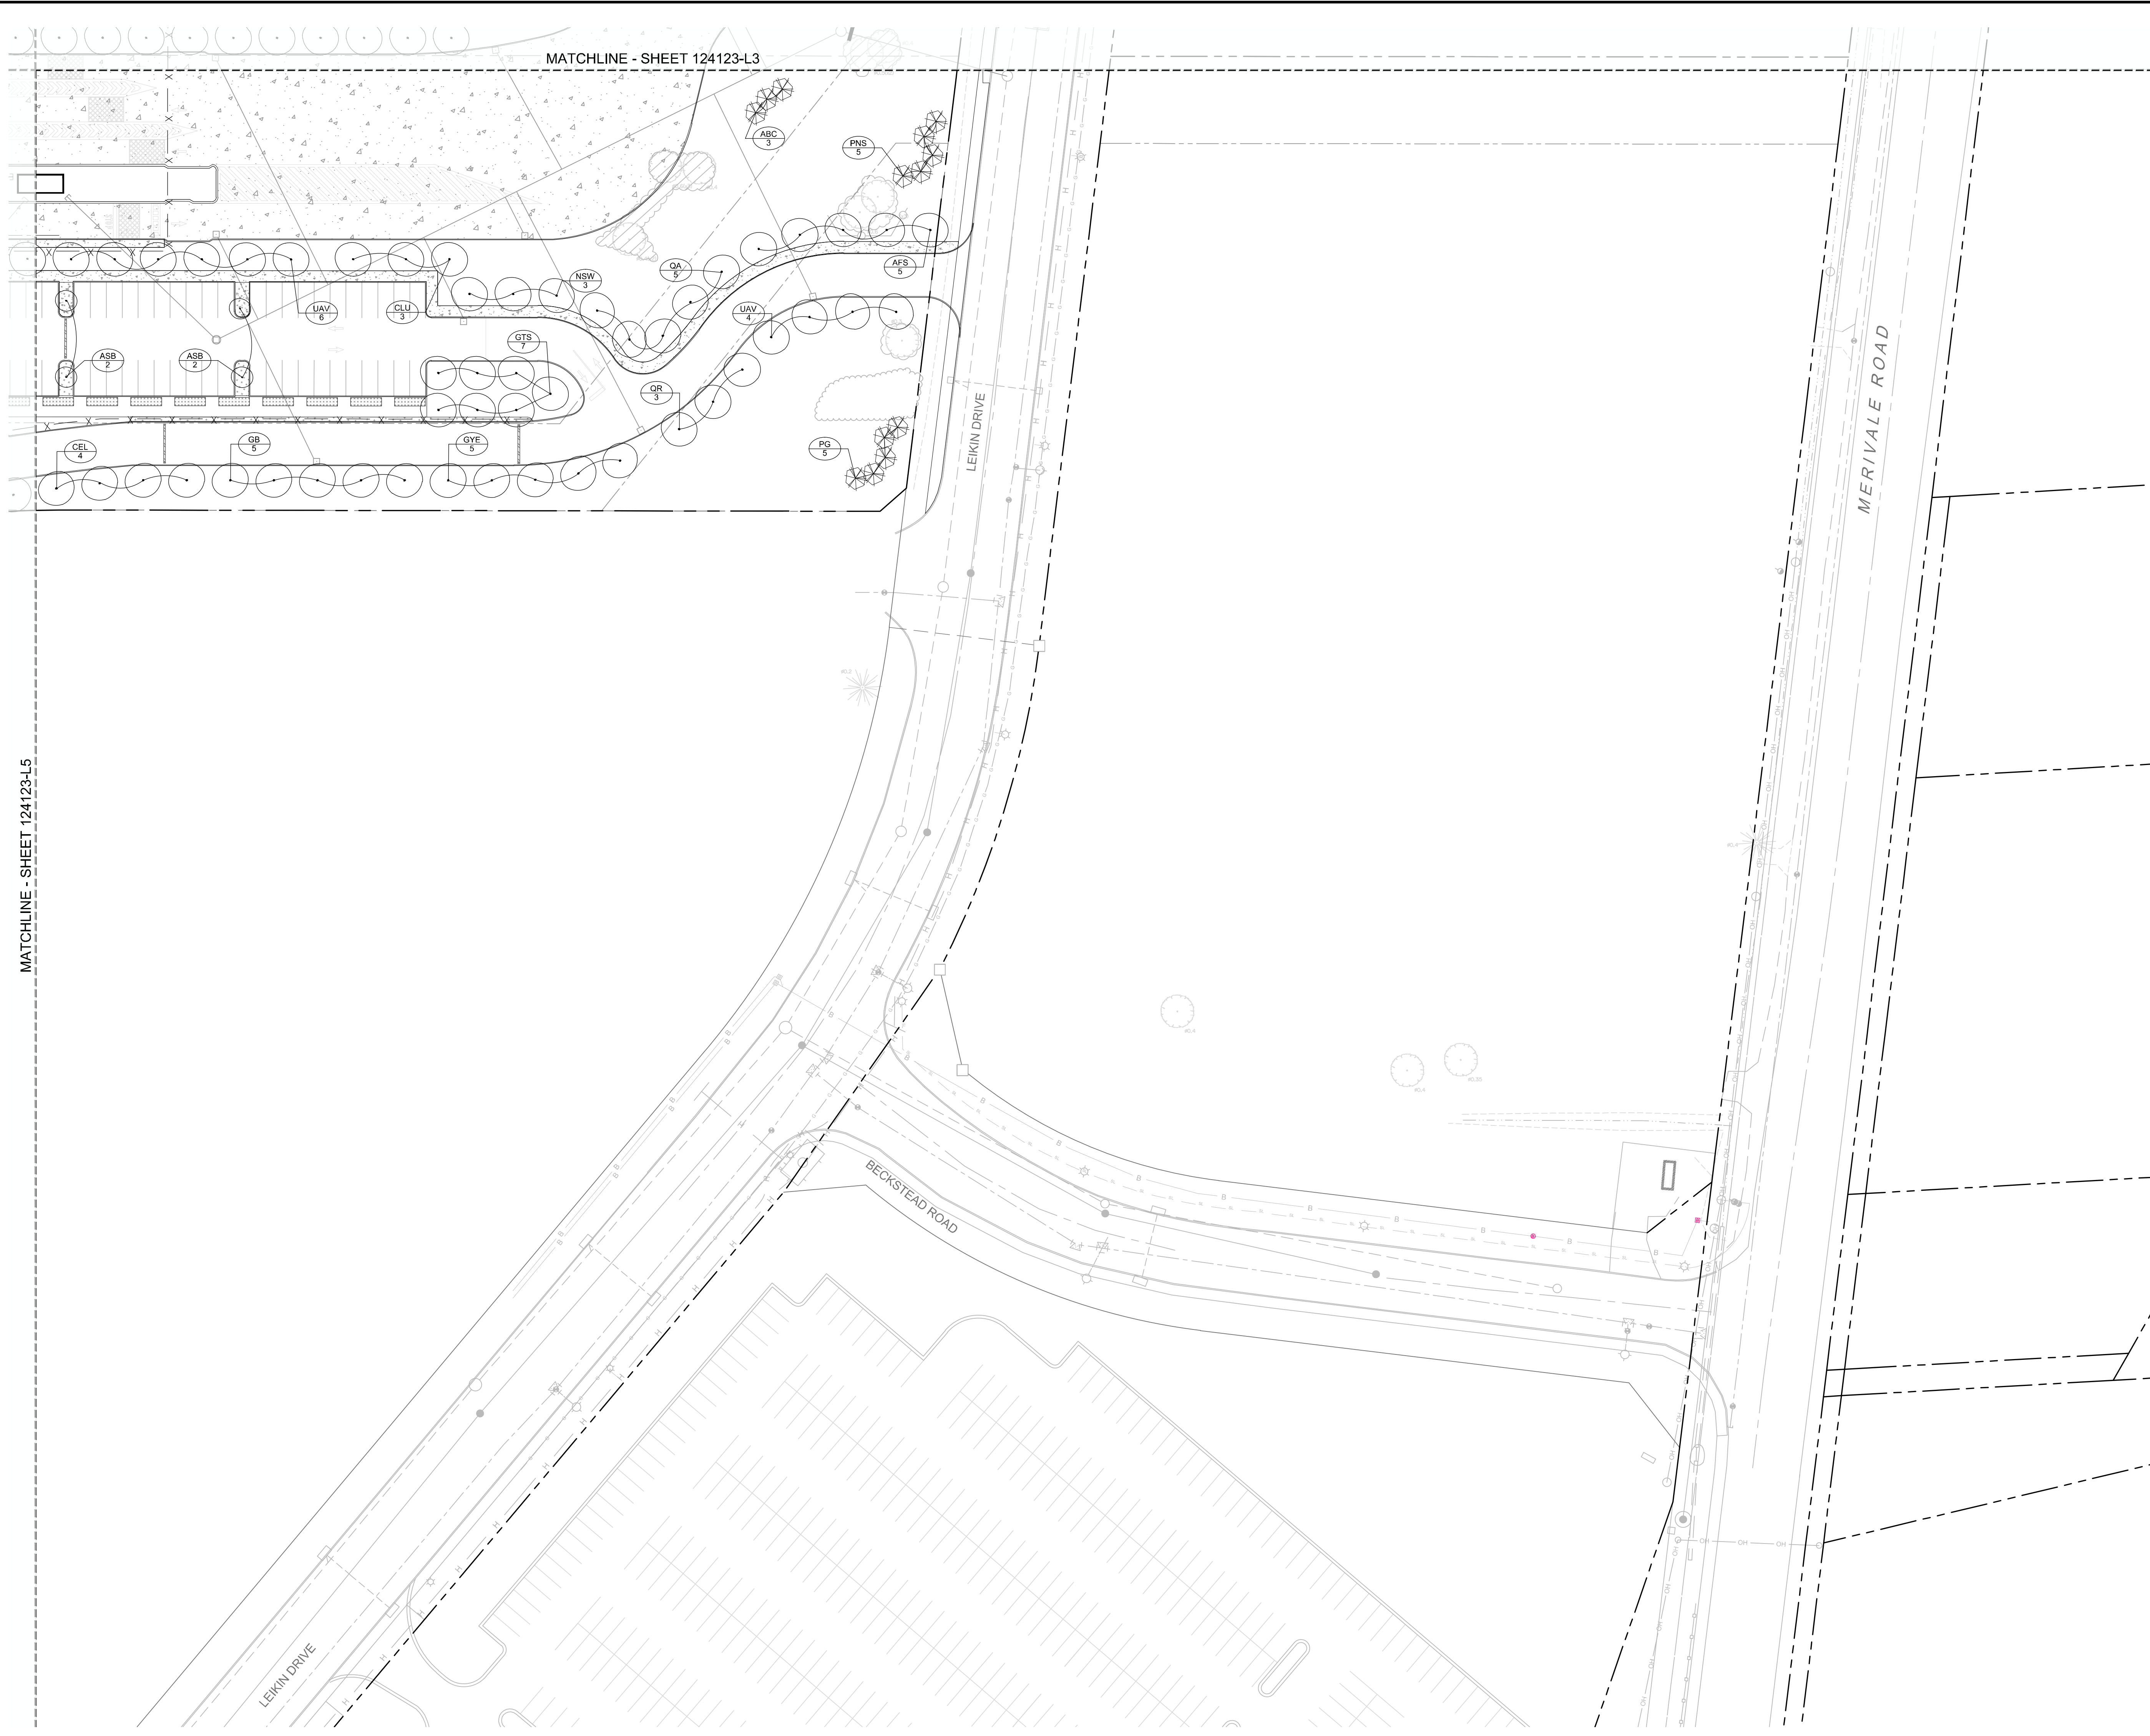 MATCHLINE - SHEET 124123-L3
ABC
3
PNS
5
QA
5
NSW
3
AFS
5
UAV
6
CLU
3
UAV
4
GTS
7
ASB
2
ASB
2
QR
3
CEL
4
GB
5
GYE
5
PG
5
LEIKIN DRIVE
MERIVALE ROAD
MATCHLINE - SHEET 124123-L5
BECKSTEAD ROAD
LEIKIN DRIVE